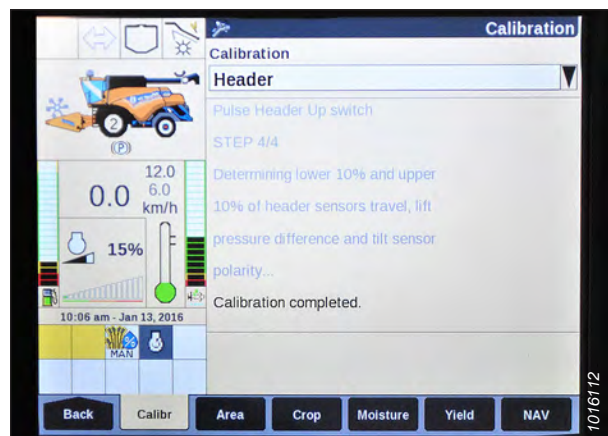 Calibration
Calibration
Header
Pulse Header Up switch
STEP 4/4
Determining lower 10% and upper
10% of header sensors travel, lift
pressure difference and tilt sensor
polarity...
Calibration completed.
2
(P)
12.0
0.0 6.0
km/h
15%
10:06 am - Jan 13, 2016
MAN
Back Calibr Area Crop Moisture Yield NAV
1016112